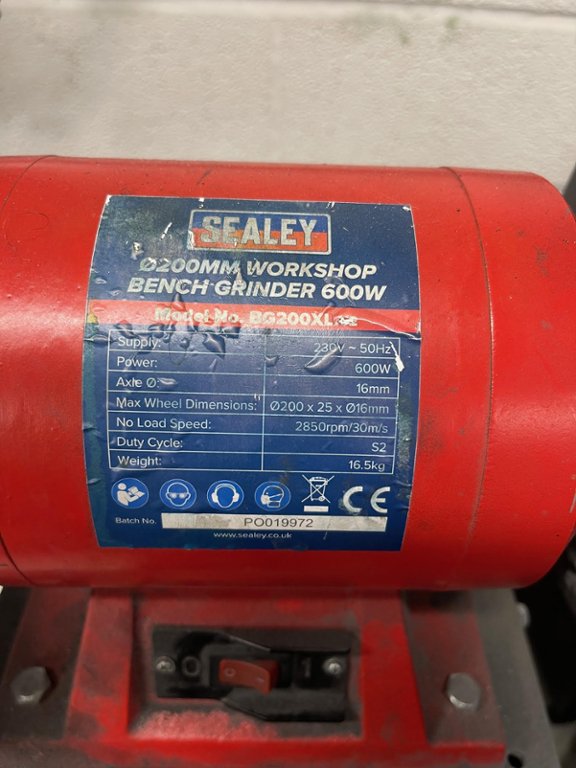 SEALEY
Ø200MM WORKSHOP
BENCH GRINDER 600W
Model No. BG200XL
Supply: 230V ~ 50Hz
Power: 600W
Axle Ø: 16mm
Max Wheel Dimensions: Ø200 x 25 x Ø16mm
No Load Speed: 2850rpm/30m/s
Duty Cycle: S2
Weight: 16.5kg
CE
Batch No. PO019972
www.sealey.co.uk